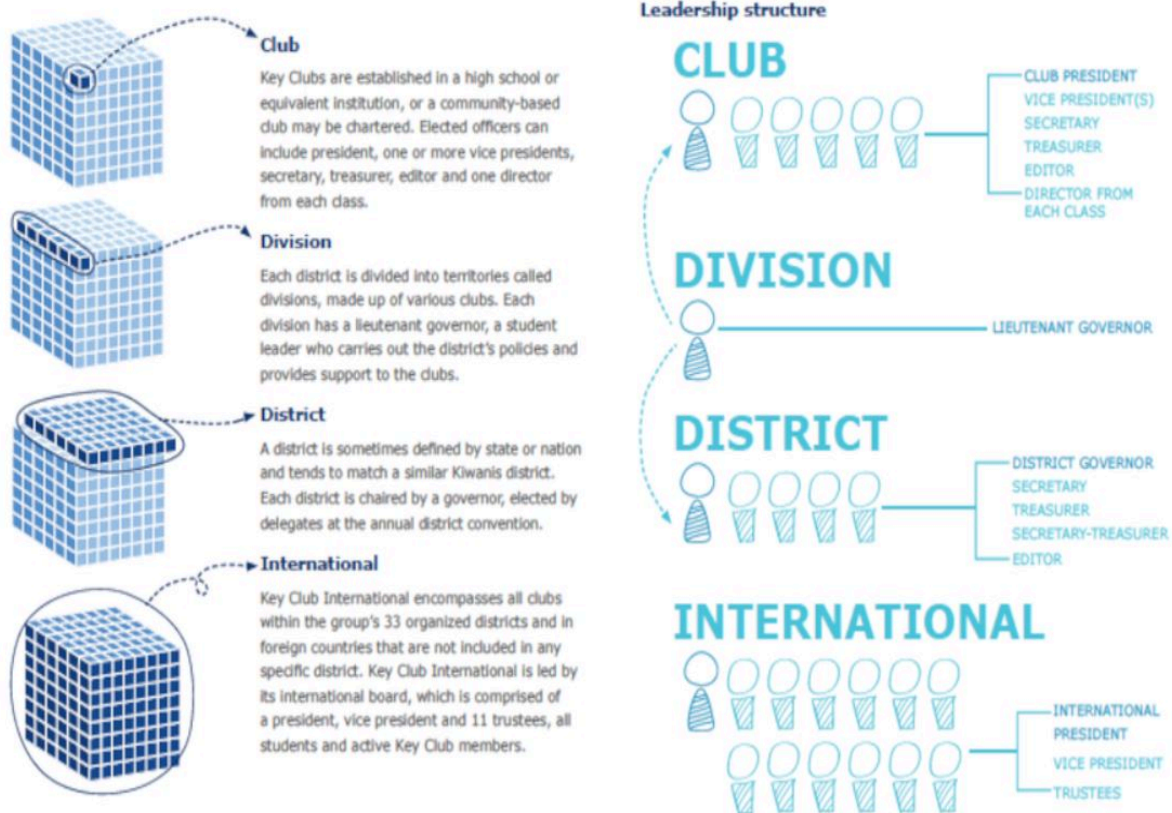 Club
Key Clubs are established in a high school or
equivalent institution, or a community-based
club may be chartered. Elected officers can
include president, one or more vice presidents,
secretary, treasurer, editor and one director
from each class.
Division
Each district is divided into territories called
divisions, made up of various clubs. Each
division has a lieutenant governor, a student
leader who carries out the district's policies and
provides support to the clubs.
District
A district is sometimes defined by state or nation
and tends to match a similar Kiwanis district.
Each district is chaired by a governor, elected by
delegates at the annual district convention.
International
Key Club International encompasses all clubs
within the group's 33 organized districts and in
foreign countries that are not included in any
specific district. Key Club International is led by
its international board, which is comprised of
a president, vice president and 11 trustees, all
students and active Key Club members.
Leadership structure
CLUB
CLUB PRESIDENT
VICE PRESIDENT(S)
SECRETARY
TREASURER
EDITOR
DIRECTOR FROM
EACH CLASS
DIVISION
LIEUTENANT GOVERNOR
DISTRICT
DISTRICT GOVERNOR
SECRETARY
TREASURER
SECRETARY-TREASURER
EDITOR
INTERNATIONAL
INTERNATIONAL
PRESIDENT
VICE PRESIDENT
TRUSTEES